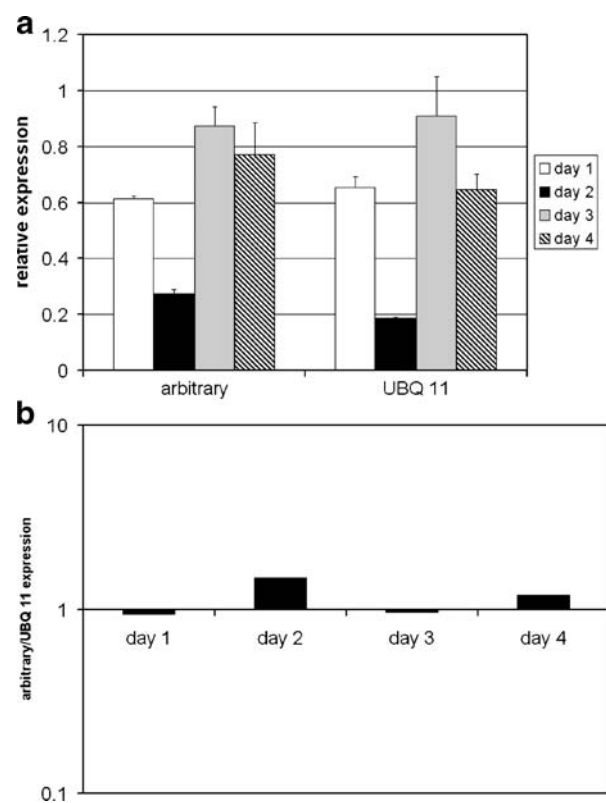 a
1.2
1
0.8
0.6
0.4
0.2
0
relative expression
arbitrary
UBQ 11
day 1
day 2
day 3
day 4
b
10
1
0.1
arbitrary/UBQ 11 expression
day 1
day 2
day 3
day 4